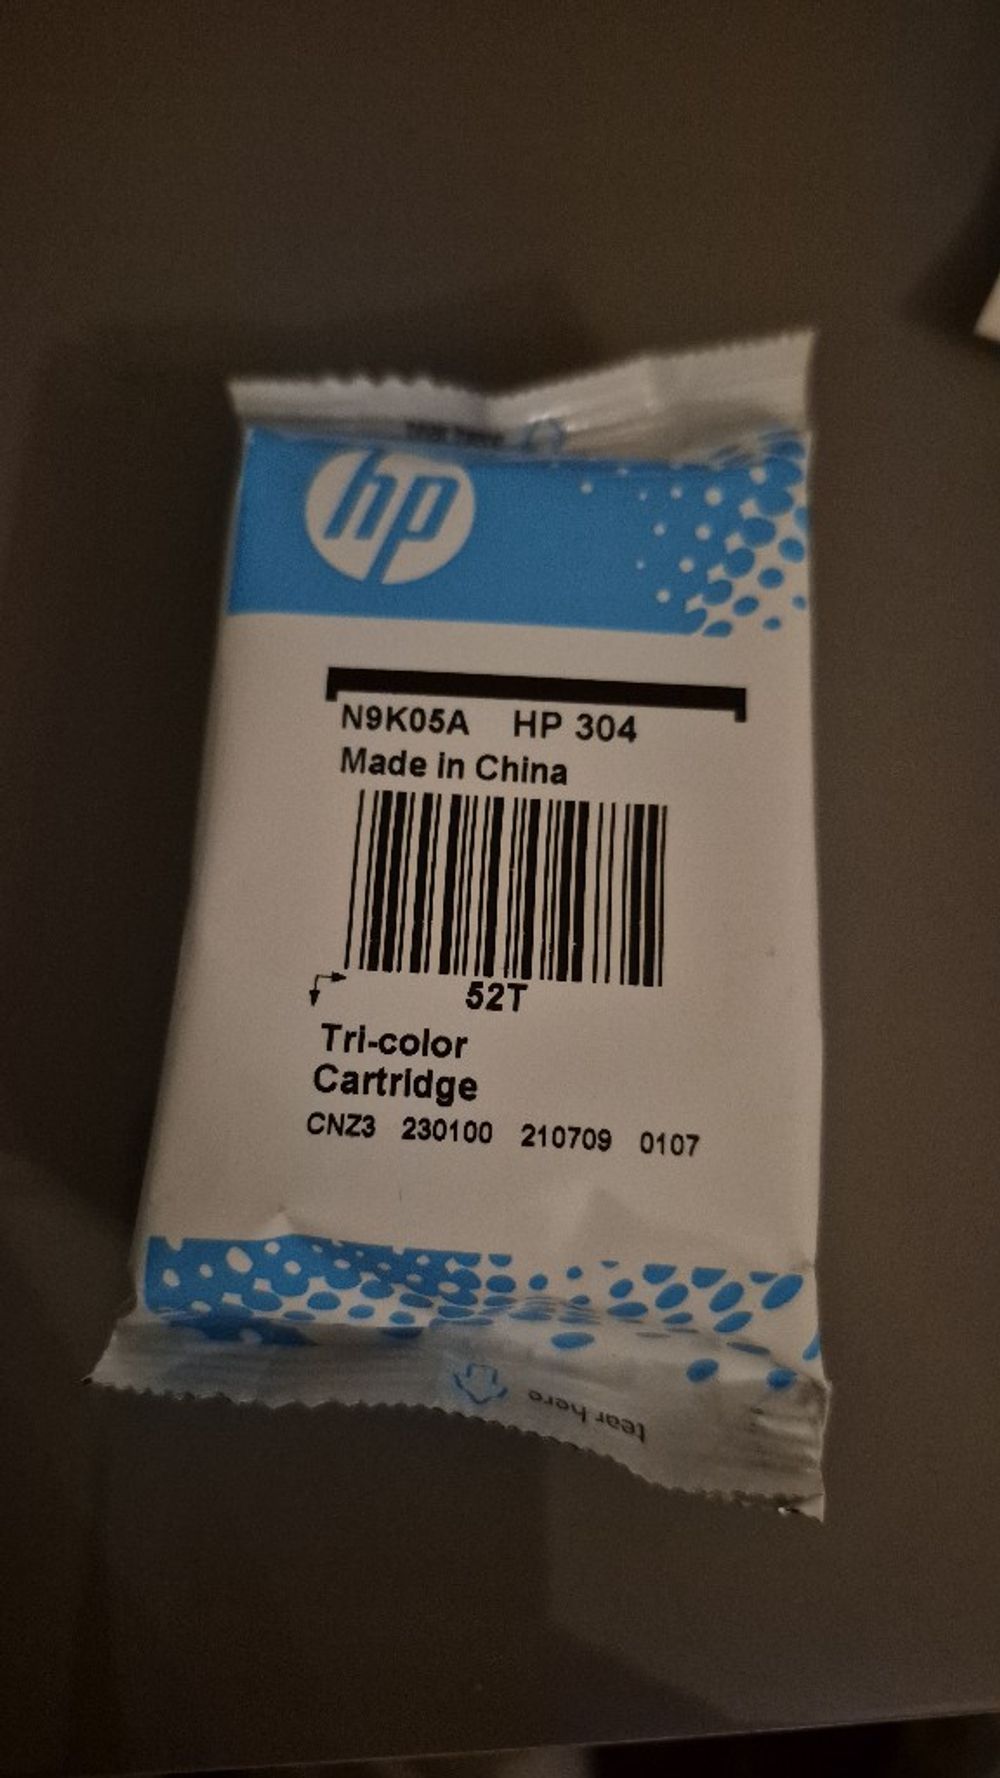 hp
N9K05A HP 304
Made in China
52T
Tri-color
Cartridge
CNZ3 230100 210709 0107
tear here